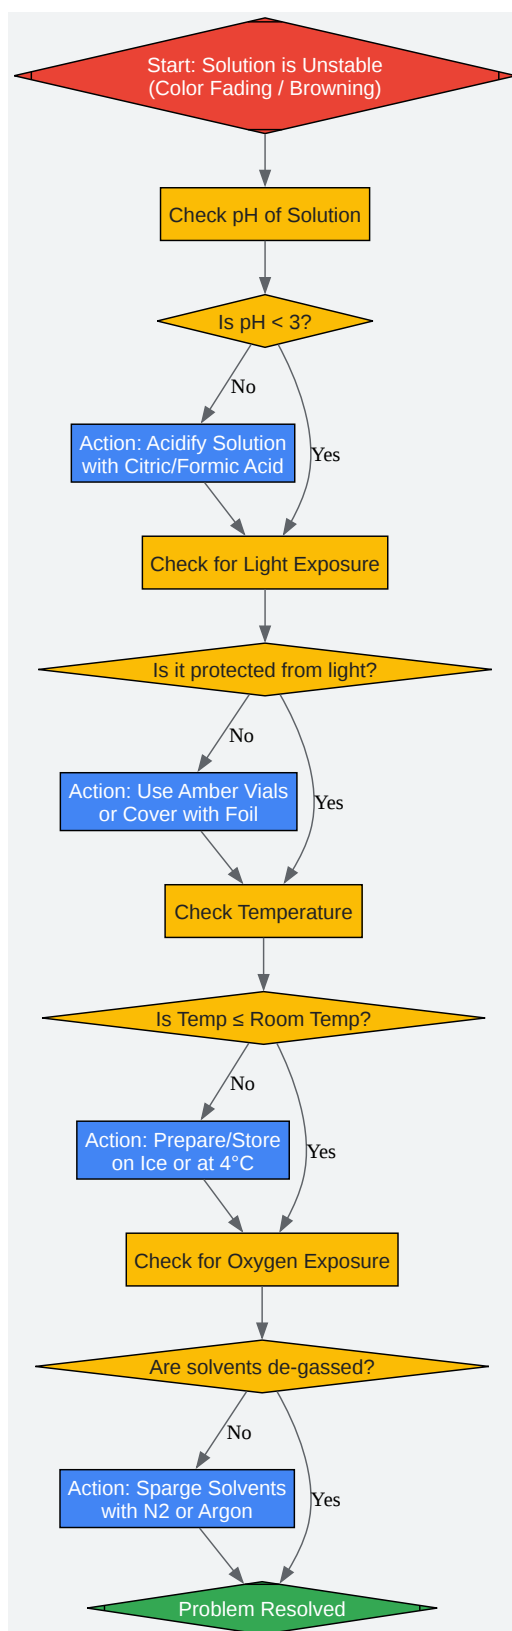 Start: Solution is Unstable
(Color Fading / Browning)
Check pH of Solution
Is pH < 3?
No
Action: Acidify Solution
with Citric/Formic Acid
Yes
Check for Light Exposure
Is it protected from light?
No
Action: Use Amber Vials
or Cover with Foil
Yes
Check Temperature
Is Temp ≤ Room Temp?
No
Action: Prepare/Store
on Ice or at 4°C
Yes
Check for Oxygen Exposure
Are solvents de-gassed?
No
Action: Sparge Solvents
with N2 or Argon
Yes
Problem Resolved